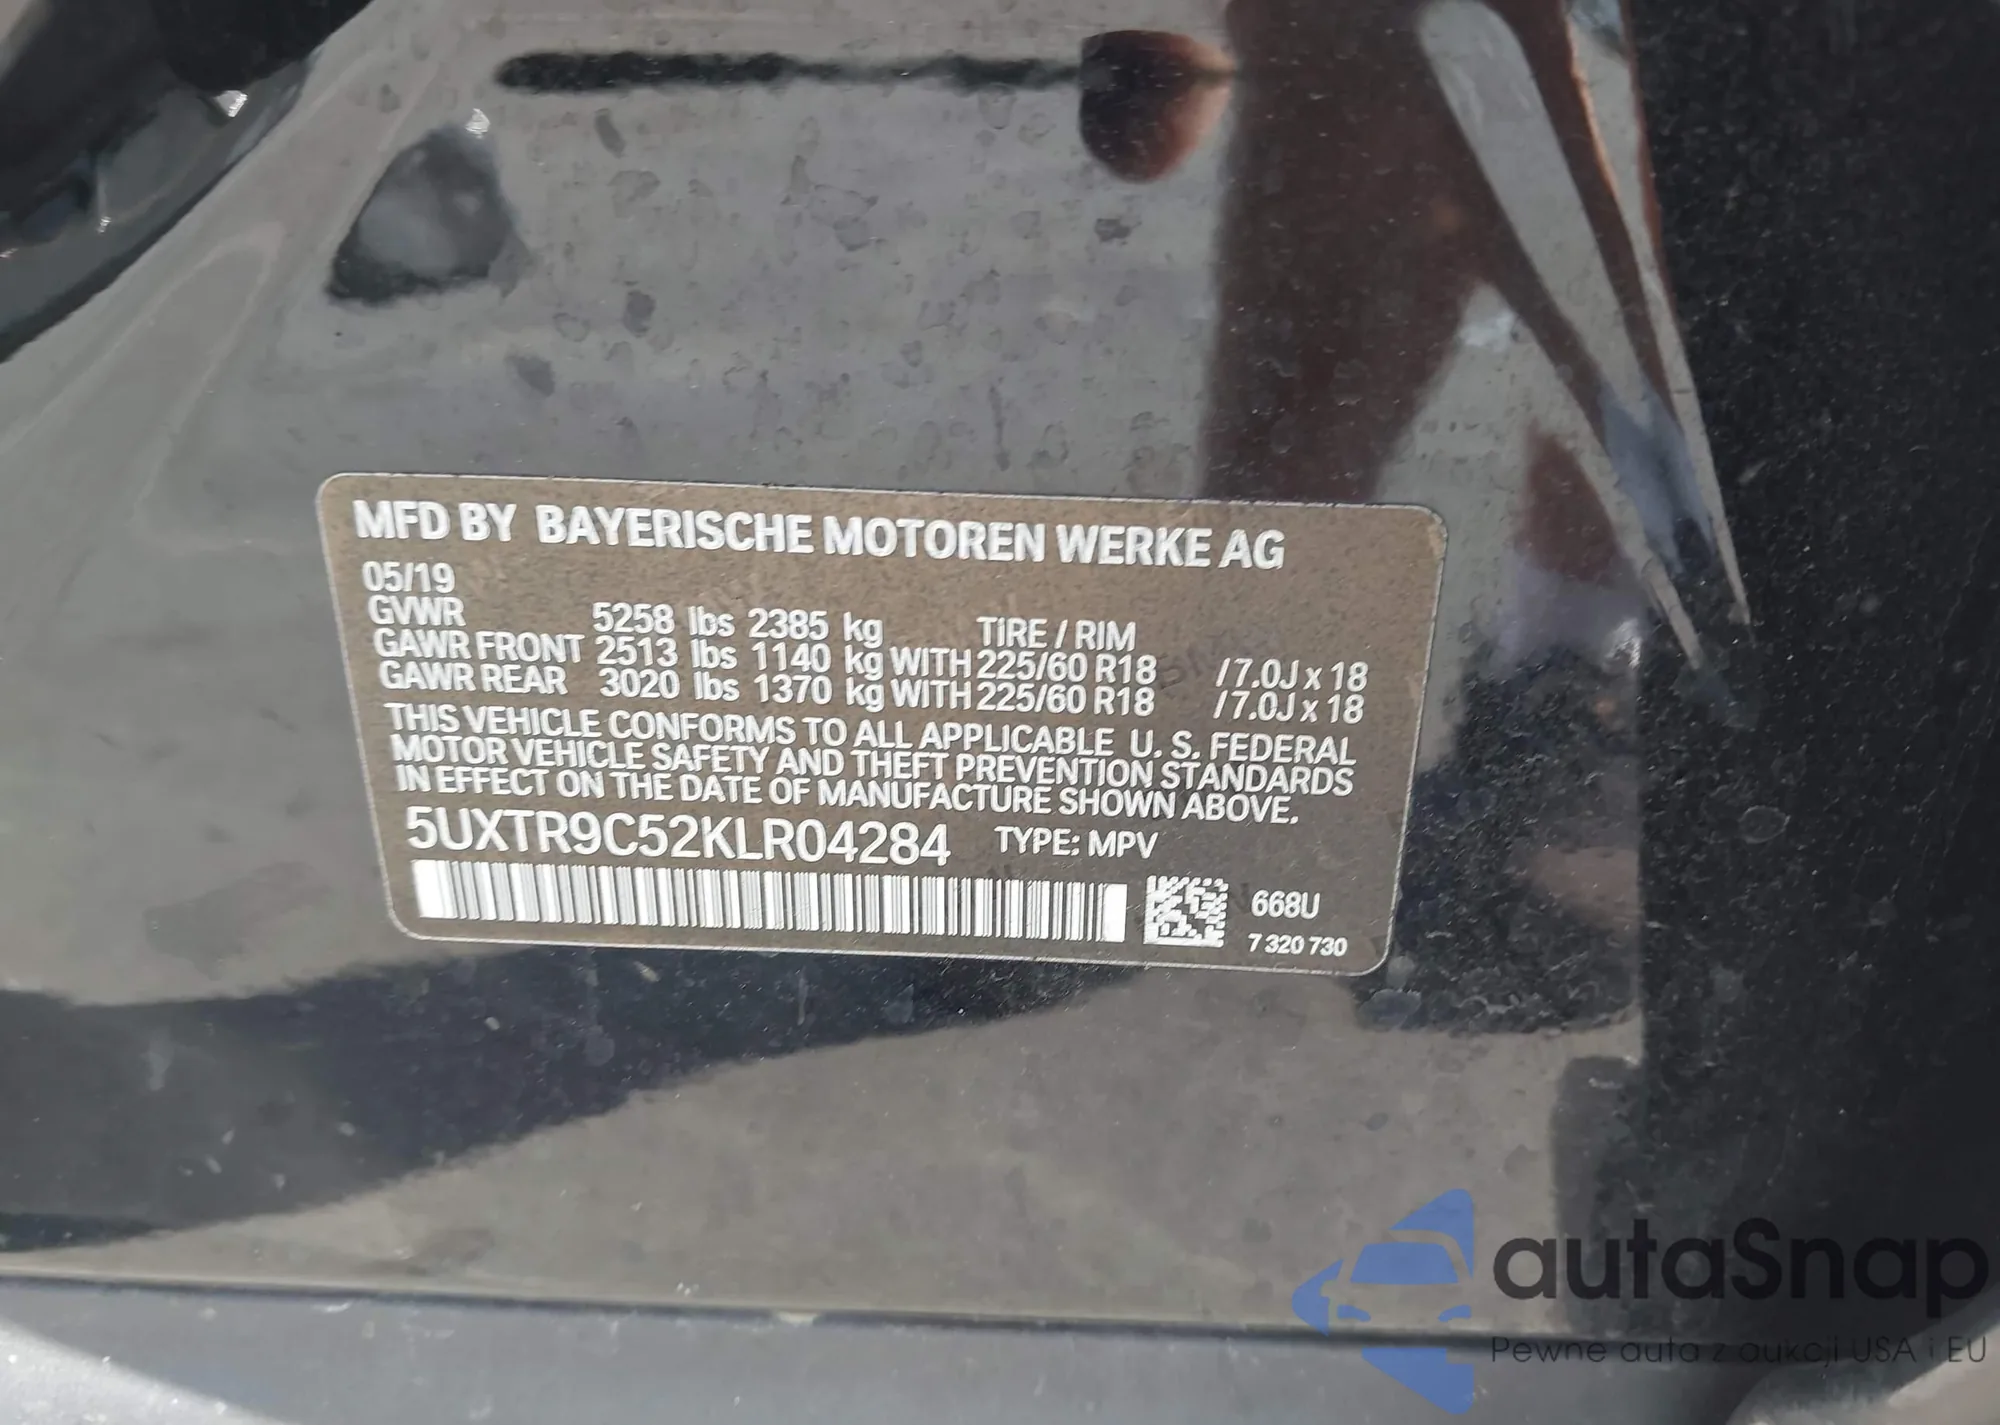 MFD BY BAYERISCHE MOTOREN WERKE AG
05/19
GVWR 5258 lbs 2385 kg TIRE / RIM
GAWR FRONT 2513 lbs 1140 kg WITH 225/60 R18 /7.0J x 18
GAWR REAR 3020 lbs 1370 kg WITH 225/60 R18 /7.0J x 18
THIS VEHICLE CONFORMS TO ALL APPLICABLE U. S. FEDERAL
MOTOR VEHICLE SAFETY AND THEFT PREVENTION STANDARDS
IN EFFECT ON THE DATE OF MANUFACTURE SHOWN ABOVE.
5UXTR9C52KLR04284 TYPE: MPV
668U
7 320 730
autaSnap
Pewne auta z aukcji USA i EU